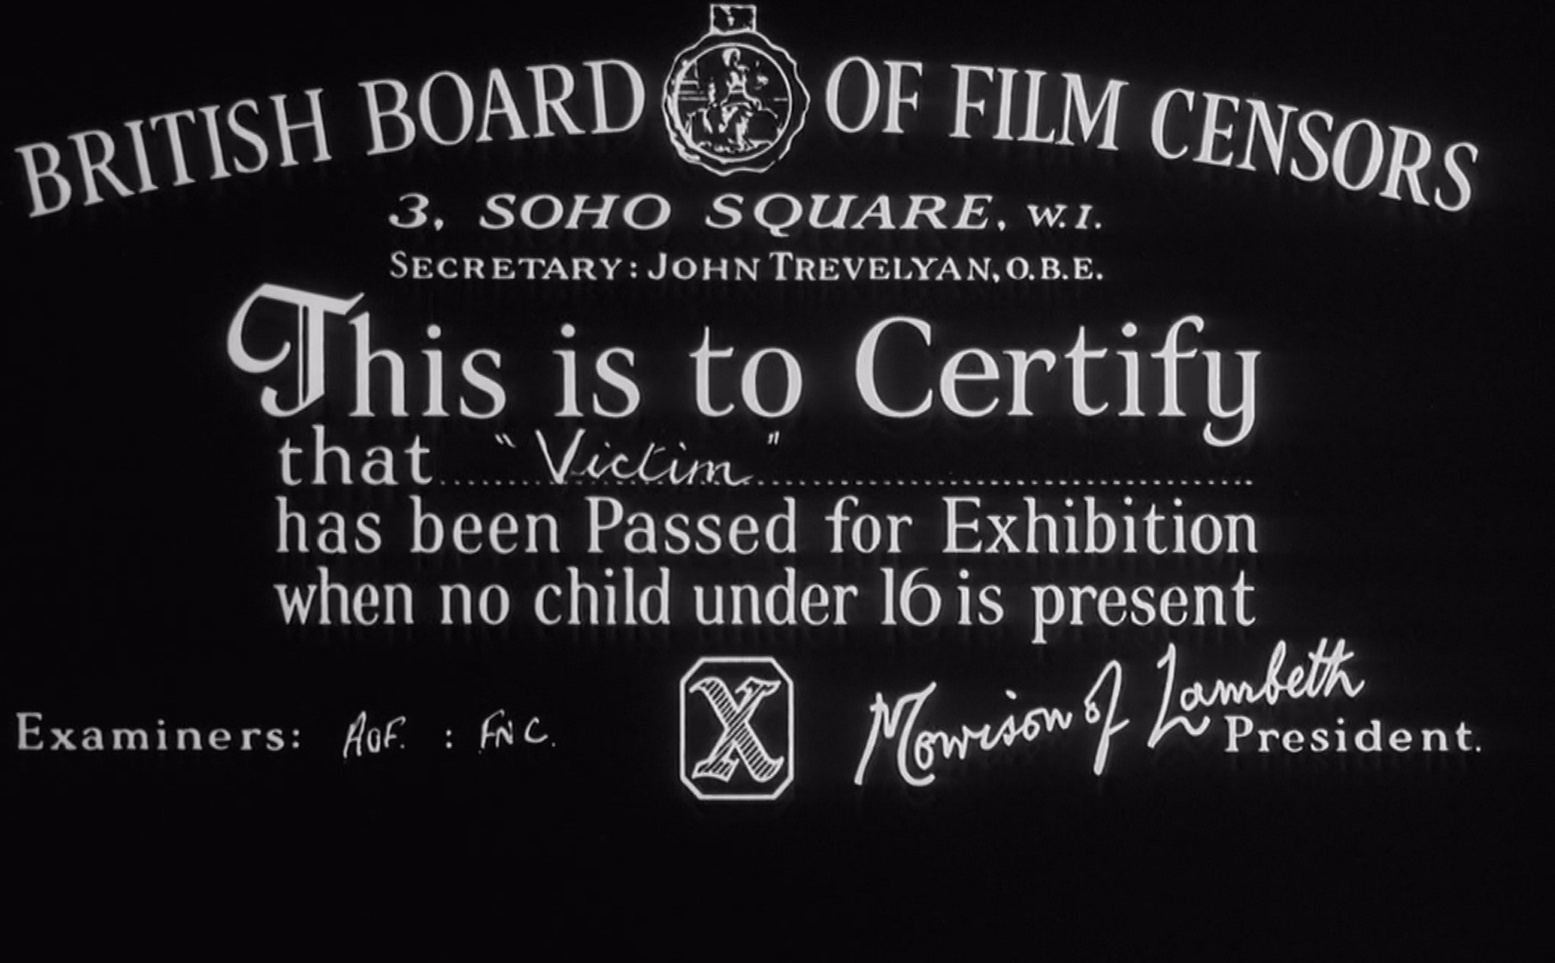 BRITISH BOARD OF FILM CENSORS
3, SOHO SQUARE, W.1.
SECRETARY: JOHN TREVELYAN, O.B.E.
This is to Certify
that "Victim"
has been Passed for Exhibition
when no child under 16 is present
Examiners: AOF. : FNC. X Morrison of Lambeth
President.